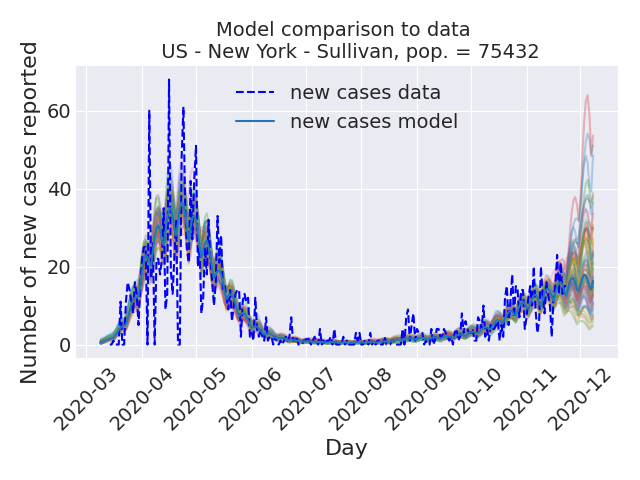 Model comparison to data
US - New York - Sullivan, pop. = 75432
Number of new cases reported
new cases data
new cases model
60
40
20
0
2020-03
2020-04
2020-05
2020-06
2020-07
2020-08
2020-09
2020-10
2020-11
2020-12
Day